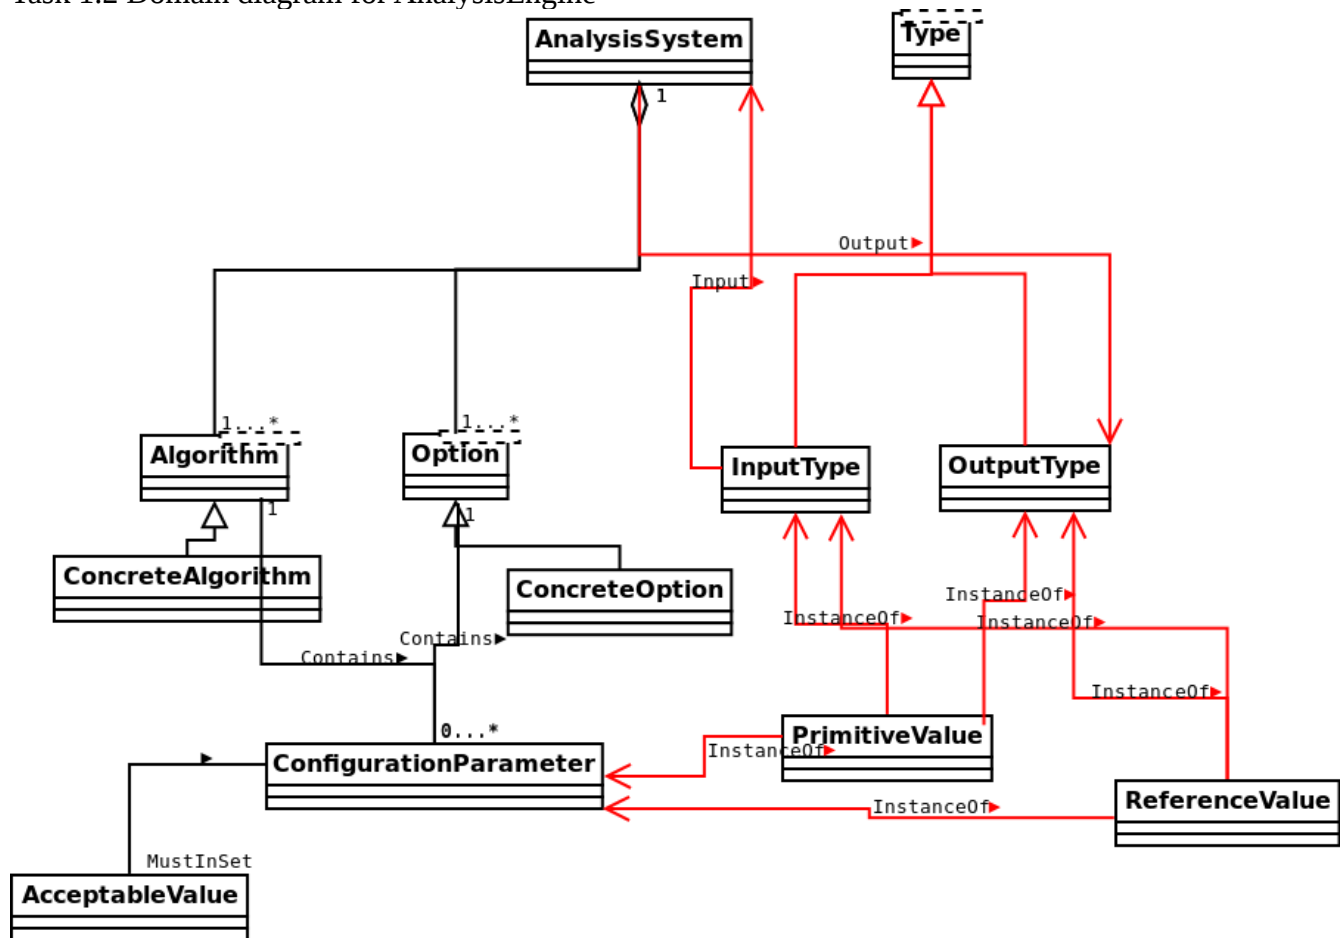 Task 1.2 Domain diagram for AnalysisEngine
AnalysisSystem
Type
1
Output▶
Input▶
1...*
1...*
Algorithm
Option
InputType
OutputType
1
1
ConcreteAlgorithm
ConcreteOption
InstanceOf▶
InstanceOf▶
InstanceOf▶
Contains▶
Contains▶
InstanceOf▶
0...*
PrimitiveValue
InstanceOf▶
ConfigurationParameter
ReferenceValue
InstanceOf▶
MustInSet
AcceptableValue